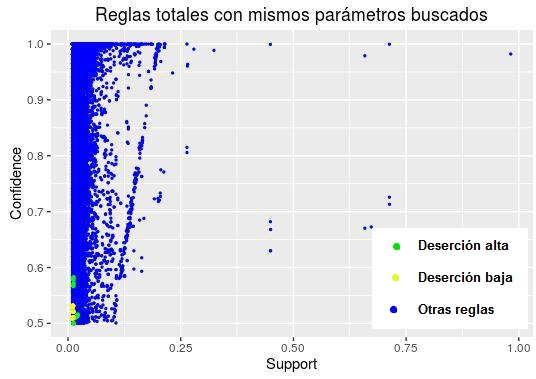 Reglas totales con mismos parámetros buscados
Confidence
1.0
0.9
0.8
0.7
0.6
0.5
Deserción alta
Deserción baja
Otras reglas
0.00 0.25 0.50 0.75 1.00
Support